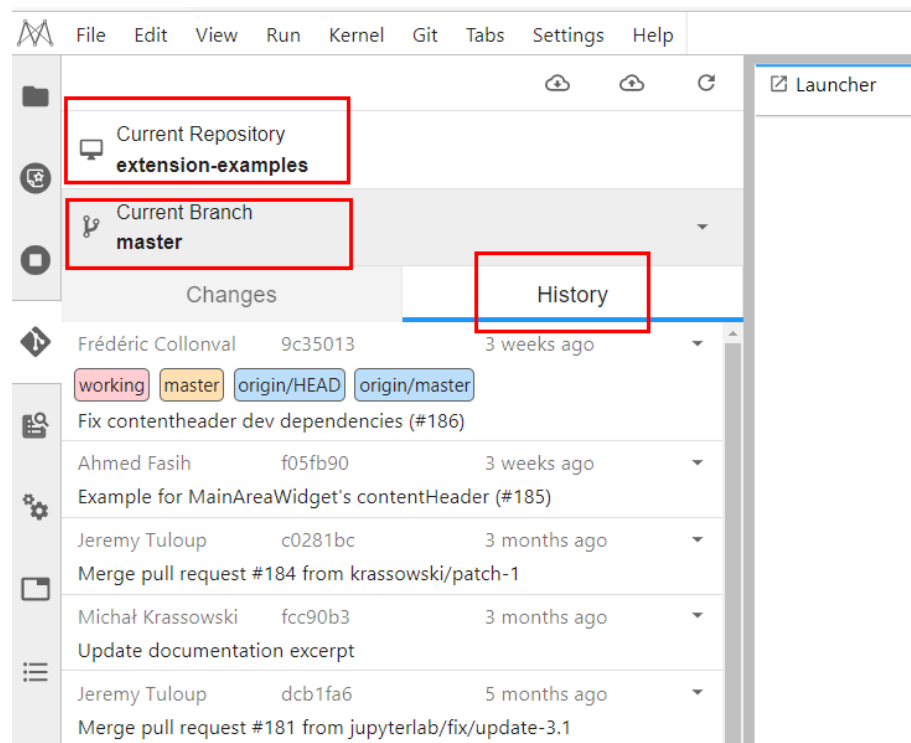 File Edit View Run Kernel Git Tabs Settings Help
Launcher
Current Repository
extension-examples
Current Branch
master
Changes History
Frédéric Collonval 9c35013 3 weeks ago
working master origin/HEAD origin/master
Fix contentheader dev dependencies (#186)
Ahmed Fasih f05fb90 3 weeks ago
Example for MainAreaWidget's contentHeader (#185)
Jeremy Tuloup c0281bc 3 months ago
Merge pull request #184 from krassowski/patch-1
Michał Krassowski fcc90b3 3 months ago
Update documentation excerpt
Jeremy Tuloup dcb1fa6 5 months ago
Merge pull request #181 from jupyterlab/fix/update-3.1